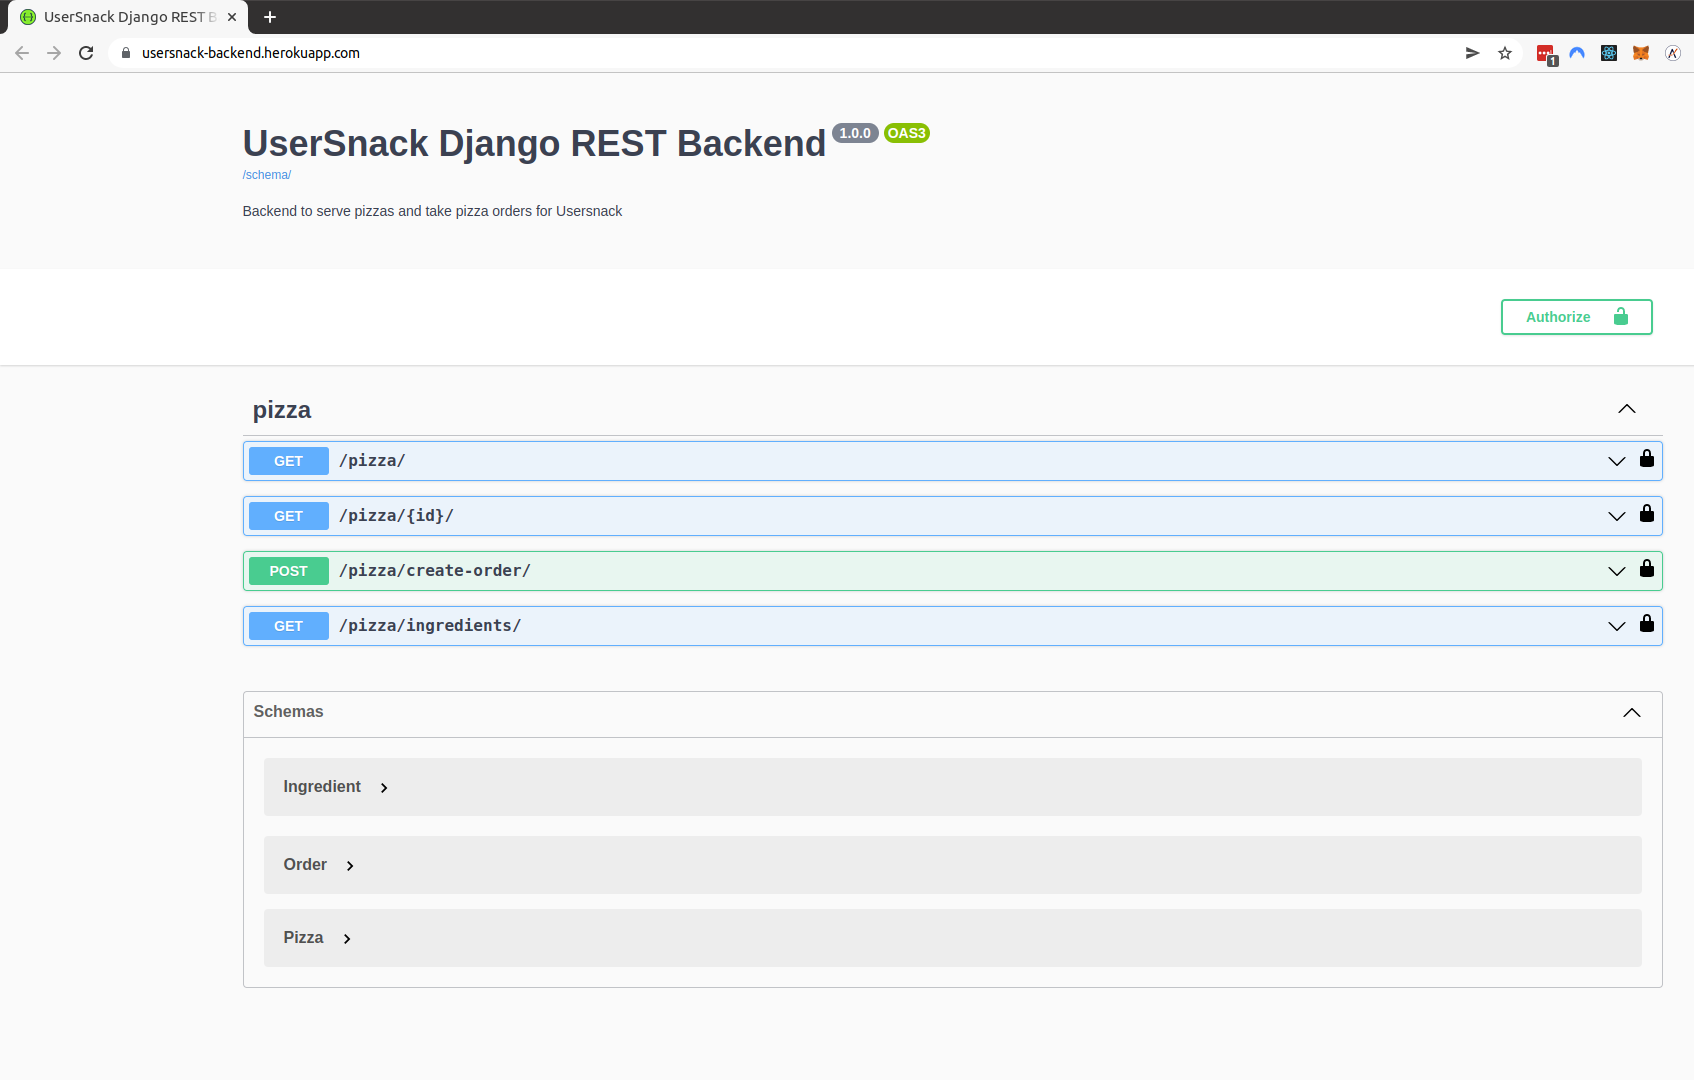 UserSnack Django REST B
usersnack-backend.herokuapp.com
1
UserSnack Django REST Backend 1.0.0 OAS3
/schema/
Backend to serve pizzas and take pizza orders for Usersnack
Authorize
pizza
GET /pizza/
GET /pizza/{id}/
POST /pizza/create-order/
GET /pizza/ingredients/
Schemas
Ingredient
Order
Pizza